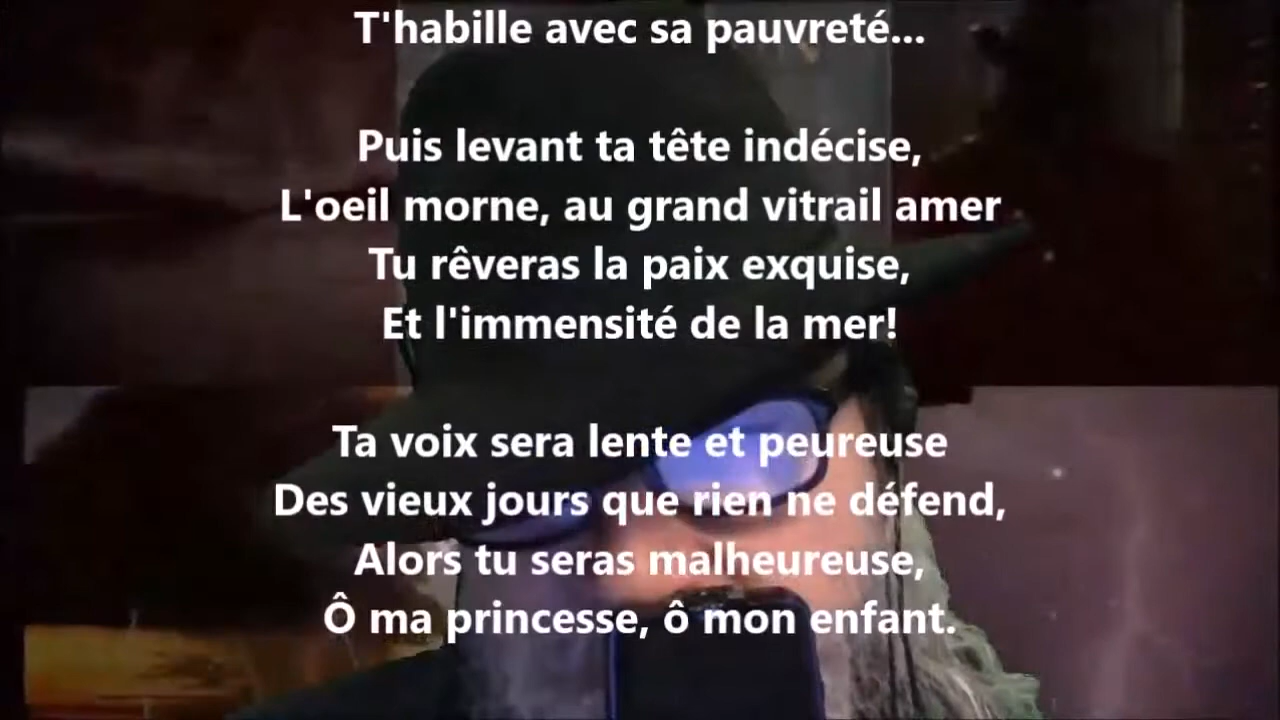 T'habille avec sa pauvreté...
Puis levant ta tête indécise,
L'oeil morne, au grand vitrail amer
Tu rêveras la paix exquise,
Et l'immensité de la mer!
Ta voix sera lente et peureuse
Des vieux jours que rien ne défend,
Alors tu seras malheureuse,
Ô ma princesse, ô mon enfant.